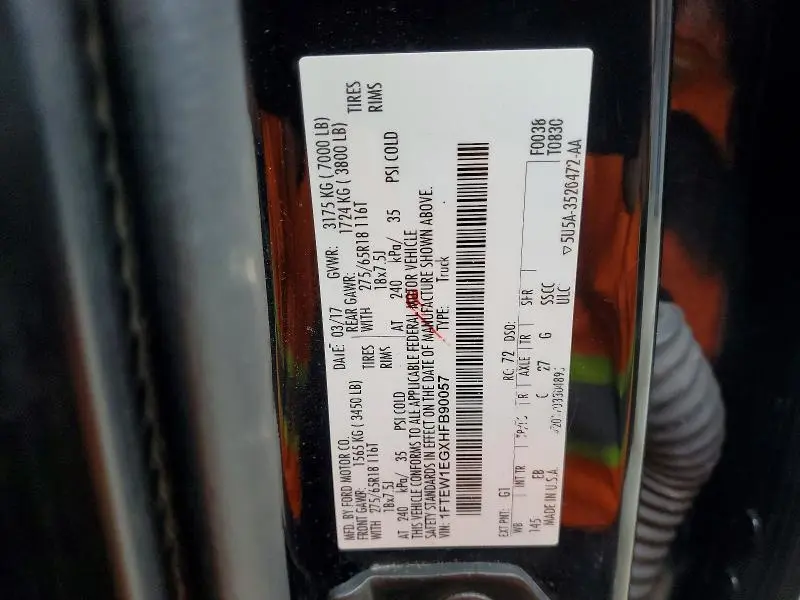 MFD. BY FORD MOTOR CO.
DATE: 03/17 GVWR: 3175 KG ( 7000 LB)
FRONT GAWR: 1565 KG ( 3450 LB) REAR GAWR: 1724 KG ( 3800 LB)
WITH 275/65R18 116T TIRES WITH 275/65R18 116T TIRES
18x7.5J RIMS 18x7.5J RIMS
AT 240 kPa/ 35 PSI COLD AT 240 kPa/ 35 PSI COLD
THIS VEHICLE CONFORMS TO ALL APPLICABLE FEDERAL MOTOR VEHICLE
SAFETY STANDARDS IN EFFECT ON THE DATE OF MANUFACTURE SHOWN ABOVE.
VIN: 1FTEW1EGXHFB90057 TYPE: Truck
F0038
EXT PNT: G1 RC: 72 DSO: T0830
WB INT TR TP/PS R AXLE TR SFR
145 EB C 27 G SSCC
MADE IN U.S.A. ULC
▽5U5A-3520472-AA